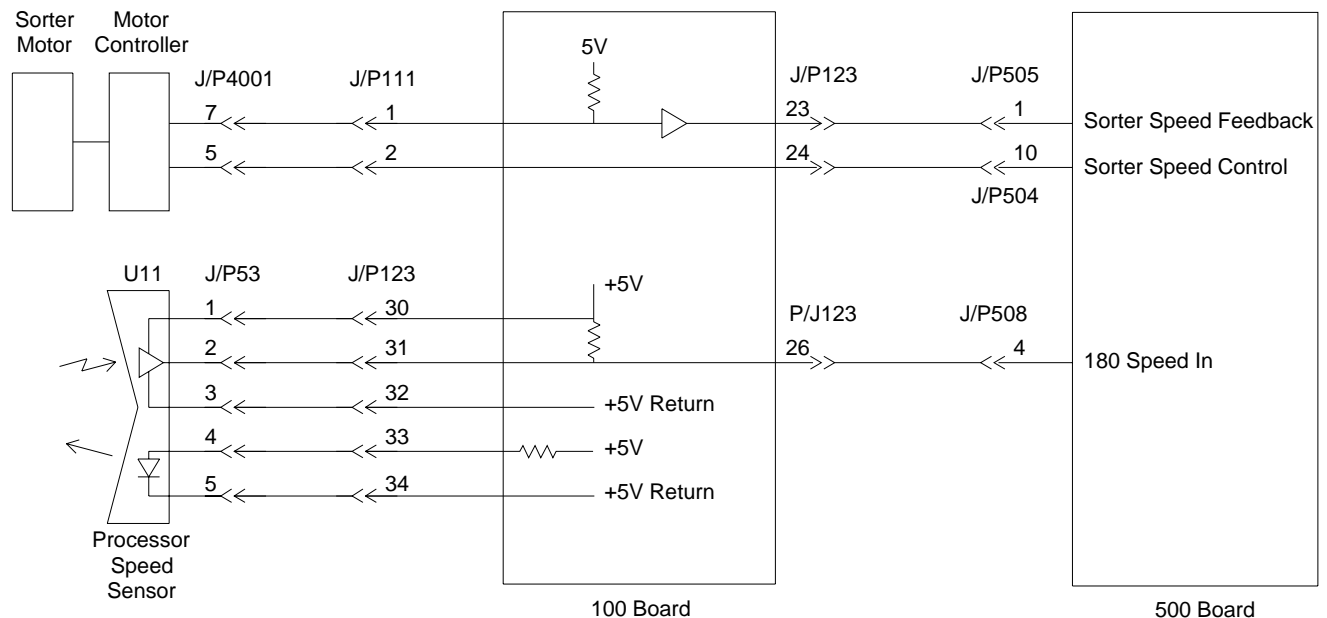 Sorter Motor
Motor Controller
5V
J/P4001
J/P111
J/P123
J/P505
7
1
23
1
Sorter Speed Feedback
5
2
24
10
Sorter Speed Control
J/P504
U11
J/P53
J/P123
+5V
P/J123
J/P508
1
30
2
31
26
4
180 Speed In
3
32
+5V Return
4
33
+5V
5
34
+5V Return
Processor
Speed
Sensor
100 Board
500 Board